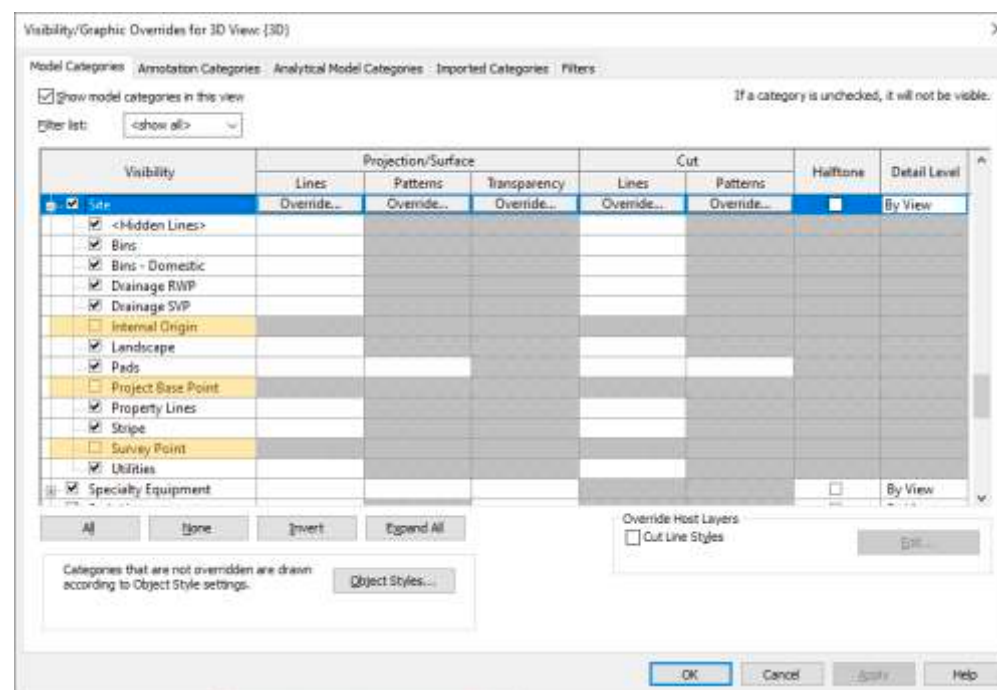 Visibility/Graphic Overrides for 3D View: {3D}
Model Categories Annotation Categories Analytical Model Categories Imported Categories Filters
Show model categories in this view
If a category is unchecked, it will not be visible.
Filter list: <show all>
Visibility Projection/Surface Cut Halftone Detail Level
Lines Patterns Transparency Lines Patterns
Site Override... Override... Override... Override... Override... By View
<Hidden Lines>
Bins
Bins - Domestic
Drainage RWP
Drainage SVP
Internal Origin
Landscape
Pads
Project Base Point
Property Lines
Stripe
Survey Point
Utilities
Specialty Equipment By View
All None Invert Expand All
Override Host Layers
Cut Line Styles
Edit...
Categories that are not overridden are drawn
according to Object Style settings.
Object Styles...
OK Cancel Apply Help